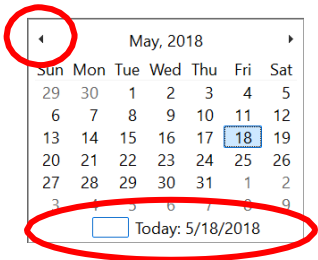 May, 2018
Sun Mon Tue Wed Thu Fri Sat
29 30 1 2 3 4 5
6 7 8 9 10 11 12
13 14 15 16 17 18 19
20 21 22 23 24 25 26
27 28 29 30 31 1 2
3 4 5 6 7 8 9
Today: 5/18/2018